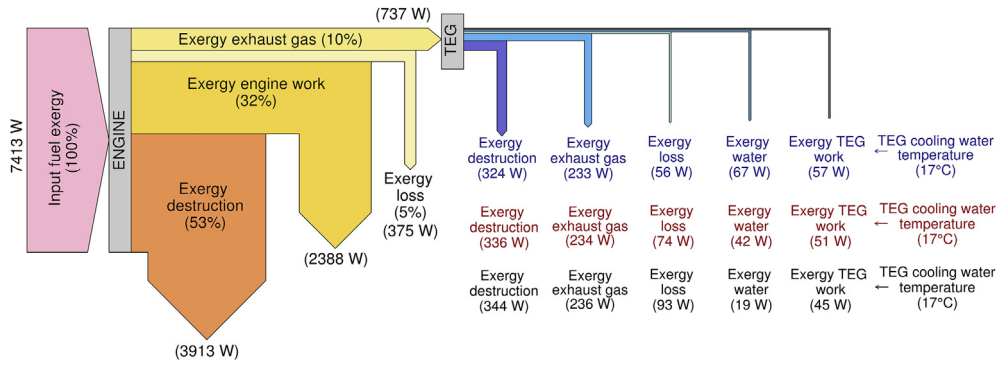 (737 W)
TEG
Exergy exhaust gas (10%)
7413 W
Input fuel exergy
(100%)
ENGINE
Exergy engine work
(32%)
Exergy
destruction
(53%)
Exergy
loss
(5%)
(375 W)
(2388 W)
(3913 W)
Exergy
destruction
(324 W)
Exergy
exhaust gas
(233 W)
Exergy
loss
(56 W)
Exergy
water
(67 W)
Exergy TEG
work
(57 W)
← TEG cooling water
temperature
(17°C)
Exergy
destruction
(336 W)
Exergy
exhaust gas
(234 W)
Exergy
loss
(74 W)
Exergy
water
(42 W)
Exergy TEG
work
(51 W)
← TEG cooling water
temperature
(17°C)
Exergy
destruction
(344 W)
Exergy
exhaust gas
(236 W)
Exergy
loss
(93 W)
Exergy
water
(19 W)
Exergy TEG
work
(45 W)
← TEG cooling water
temperature
(17°C)